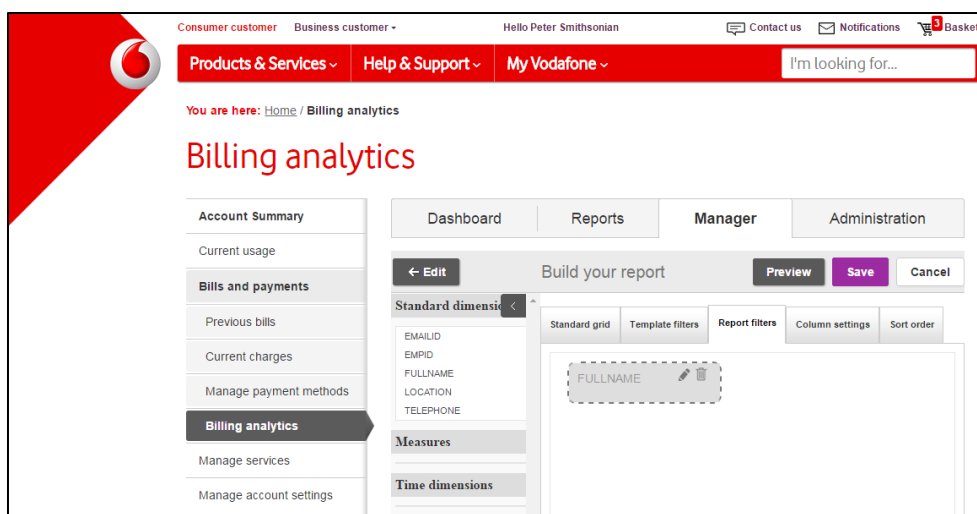 Consumer customer Business customer Hello Peter Smithsonian Contact us Notifications 3 Basket
Products & Services Help & Support My Vodafone I'm looking for...
You are here: Home / Billing analytics
Billing analytics
Account Summary
Current usage
Bills and payments
Previous bills
Current charges
Manage payment methods
Billing analytics
Manage services
Manage account settings
Dashboard Reports Manager Administration
← Edit Build your report Preview Save Cancel
Standard dimensio
EMAILID
EMPID
FULLNAME
LOCATION
TELEPHONE
Measures
Time dimensions
Standard grid Template filters Report filters Column settings Sort order
FULLNAME